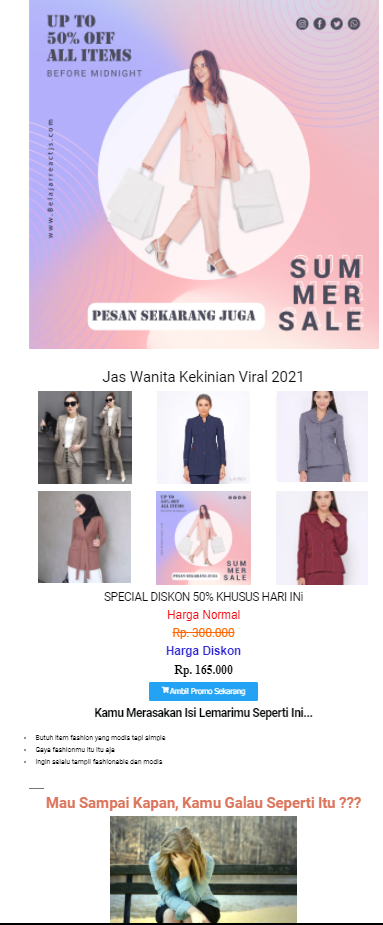 UP TO
50% OFF
ALL ITEMS
BEFORE MIDNIGHT
www.Belajarreactjs.com
SUM
MER
SALE
PESAN SEKARANG JUGA
Jas Wanita Kekinian Viral 2021
UP TO
50% OFF
ALL ITEMS
SUM
MER
SALE
PESAN SEKARANG JUGA
SPECIAL DISKON 50% KHUSUS HARI INi
Harga Normal
Rp. 300.000
Harga Diskon
Rp. 165.000
Ambil Promo Sekarang
Kamu Merasakan Isi Lemarimu Seperti Ini...
Butuh item fashion yang modis tapi simple
Gaya fashionmu itu itu aja
Ingin selalu tampil fashionable dan modis
Mau Sampai Kapan, Kamu Galau Seperti Itu ???